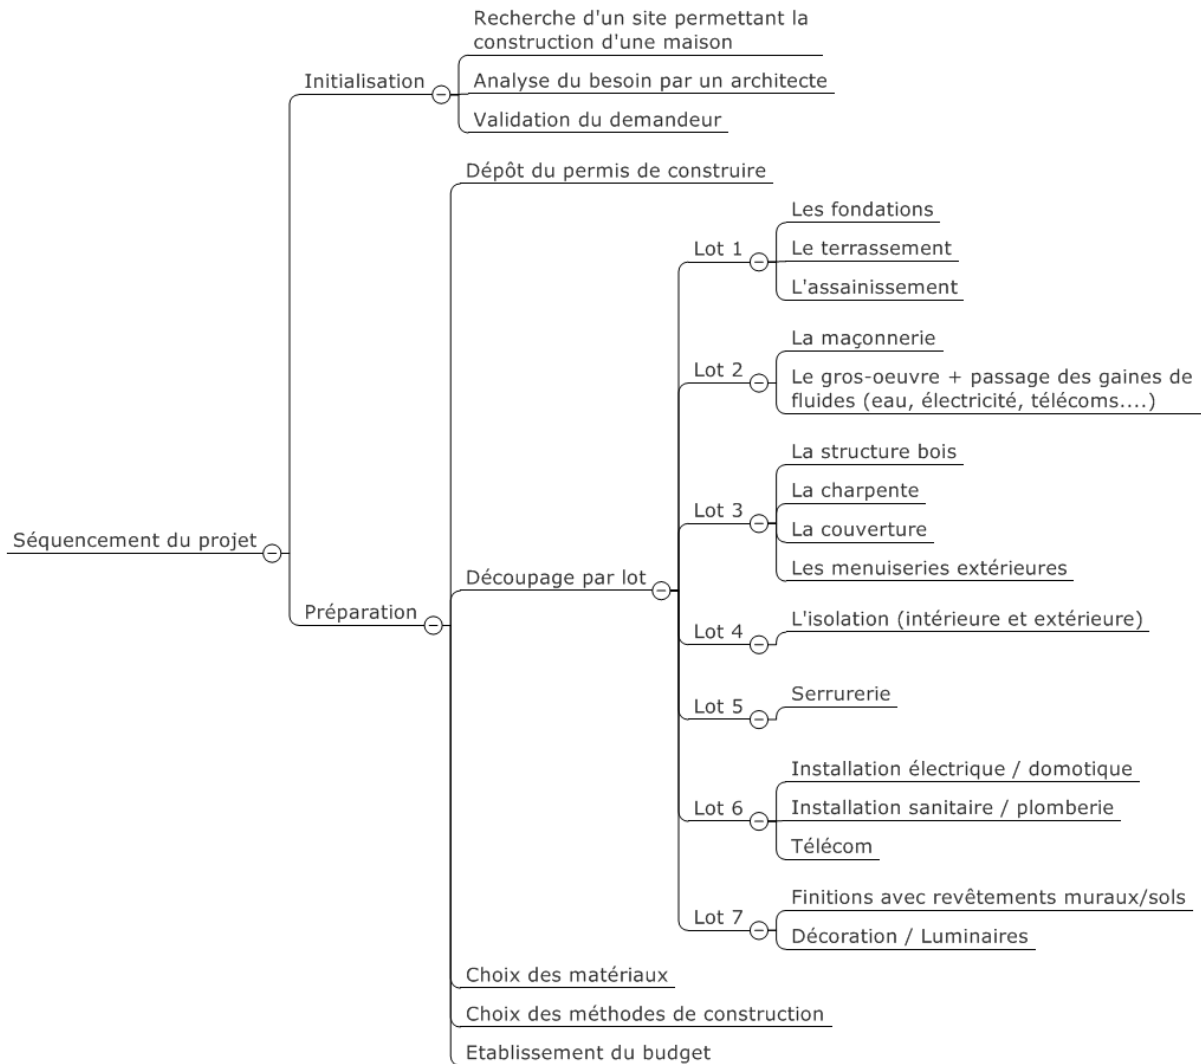 Recherche d'un site permettant la
construction d'une maison
Initialisation
Analyse du besoin par un architecte
Validation du demandeur
Dépôt du permis de construire
Les fondations
Lot 1
Le terrassement
L'assainissement
La maçonnerie
Lot 2
Le gros-oeuvre + passage des gaines de
fluides (eau, électricité, télécoms....)
La structure bois
La charpente
Lot 3
La couverture
Les menuiseries extérieures
Séquencement du projet
Découpage par lot
Préparation
L'isolation (intérieure et extérieure)
Lot 4
Serrurerie
Lot 5
Installation électrique / domotique
Lot 6
Installation sanitaire / plomberie
Télécom
Finitions avec revêtements muraux/sols
Lot 7
Décoration / Luminaires
Choix des matériaux
Choix des méthodes de construction
Etablissement du budget